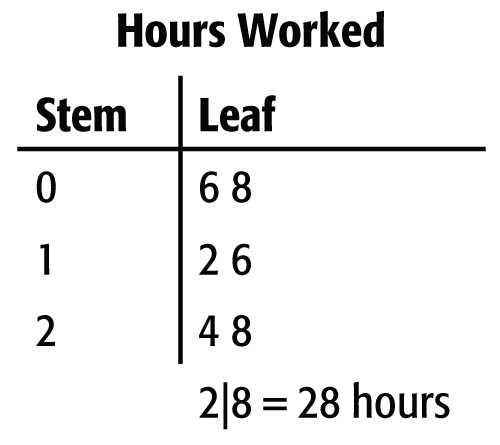 Hours Worked
Stem Leaf
0 6 8
1 2 6
2 4 8
2|8 = 28 hours